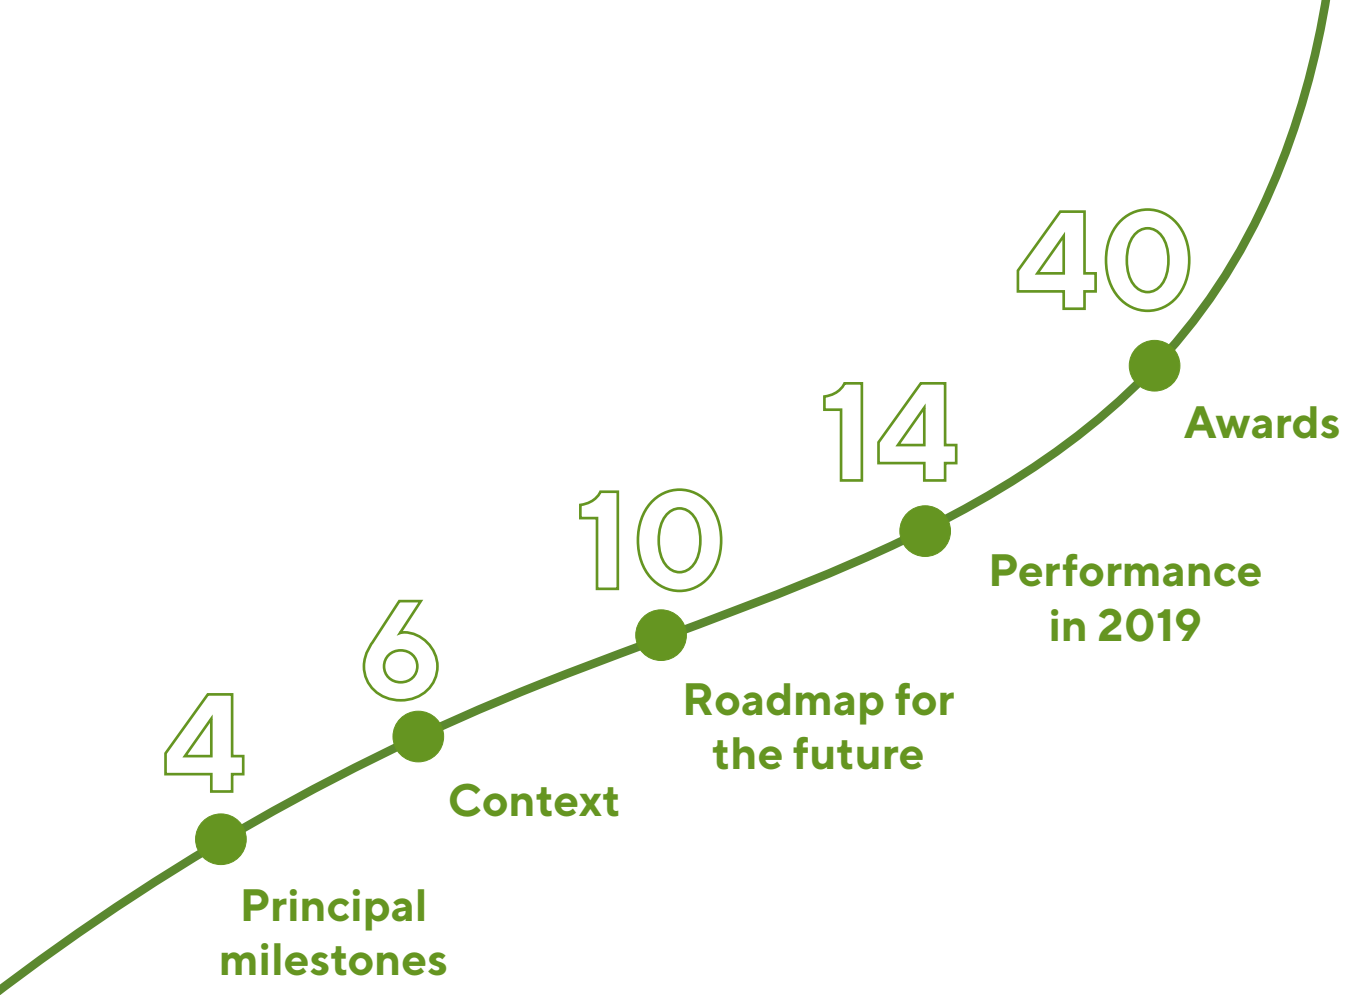 4
Principal
milestones
6
Context
10
Roadmap for
the future
14
Performance
in 2019
40
Awards